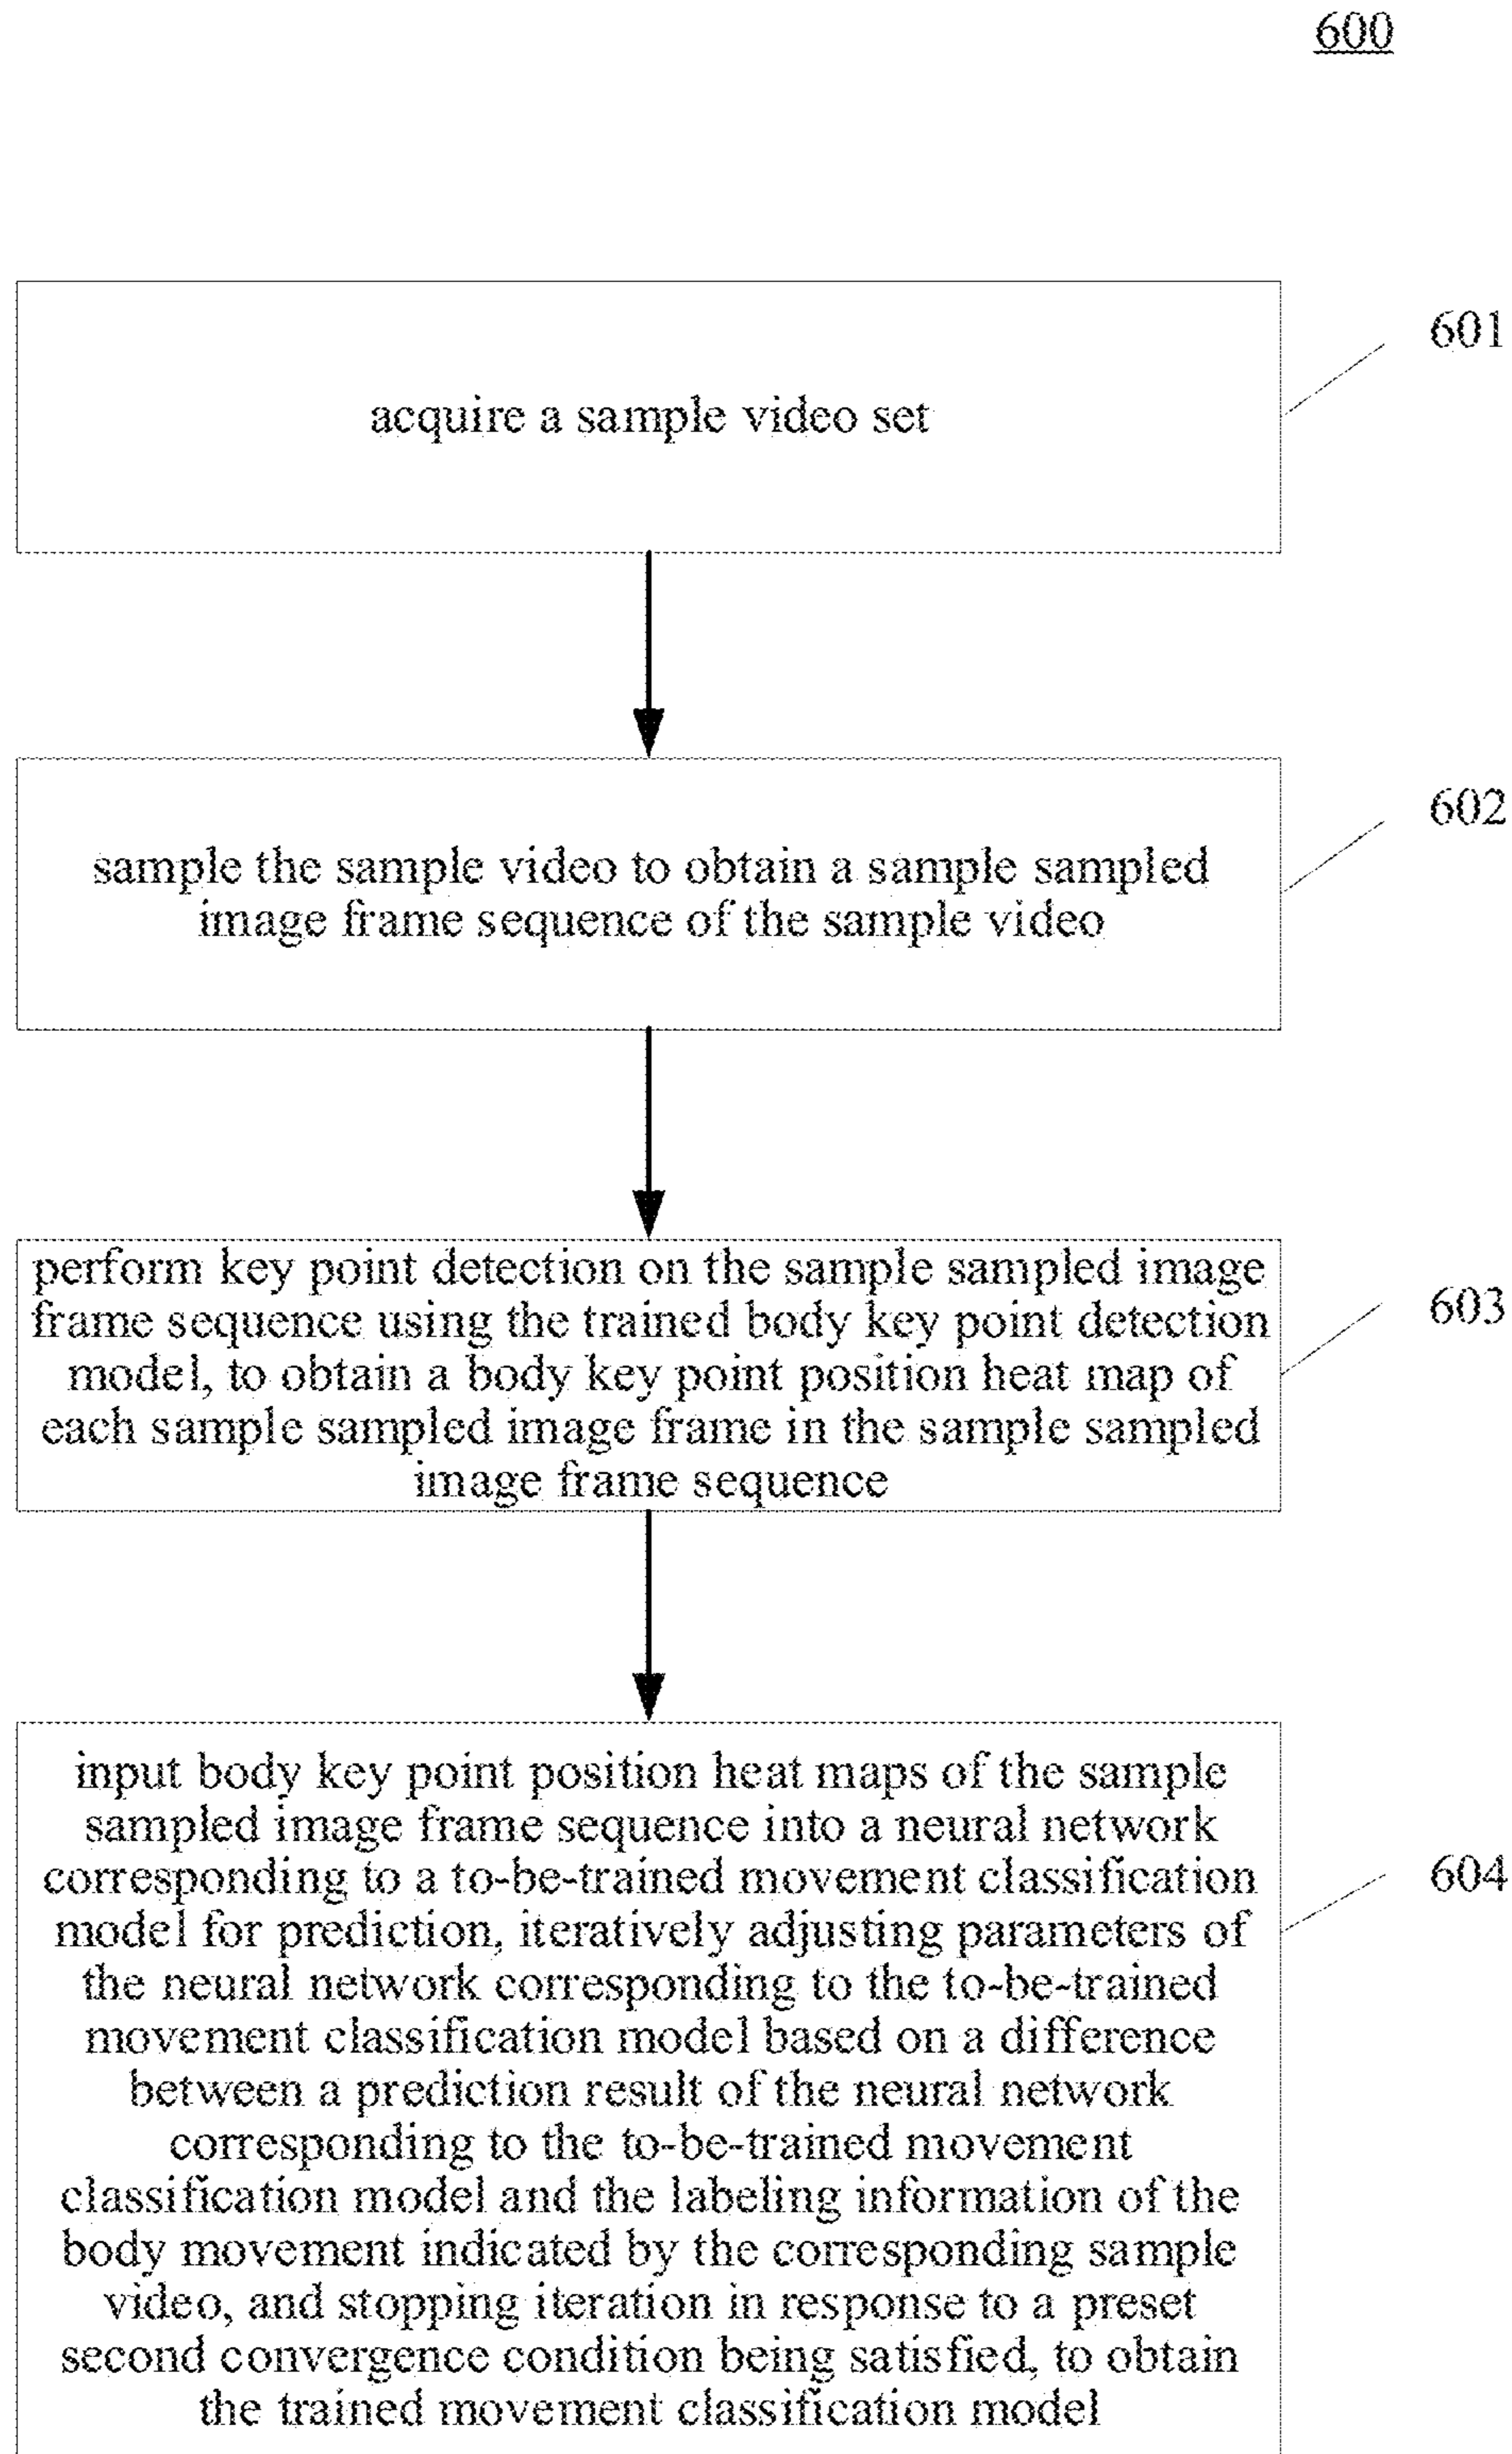 600
acquire a sample video set
601
sample the sample video to obtain a sample sampled
image frame sequence of the sample video
602
perform key point detection on the sample sampled image
frame sequence using the trained body key point detection
model, to obtain a body key point position heat map of
each sample sampled image frame in the sample sampled
image frame sequence
603
input body key point position heat maps of the sample
sampled image frame sequence into a neural network
corresponding to a to-be-trained movement classification
model for prediction, iteratively adjusting parameters of
the neural network corresponding to the to-be-trained
movement classification model based on a difference
between a prediction result of the neural network
corresponding to the to-be-trained movement
classification model and the labeling information of the
body movement indicated by the corresponding sample
video, and stopping iteration in response to a preset
second convergence condition being satisfied, to obtain
the trained movement classification model
604